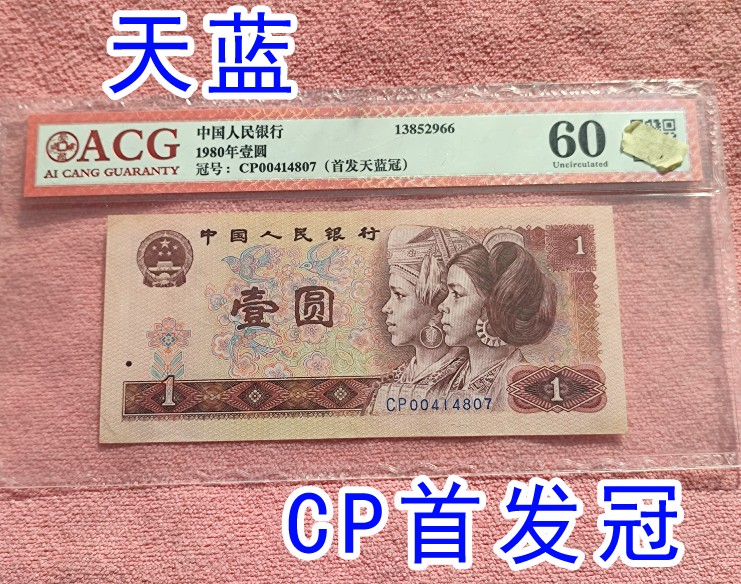 天蓝
ACG
AI CANG GUARANTY
中国人民银行
1980年壹圆
冠号：CP00414807（首发天蓝冠）
13852966
60
Uncirculated
中国人民银行
壹圆
1
1
1
CP00414807
CP首发冠